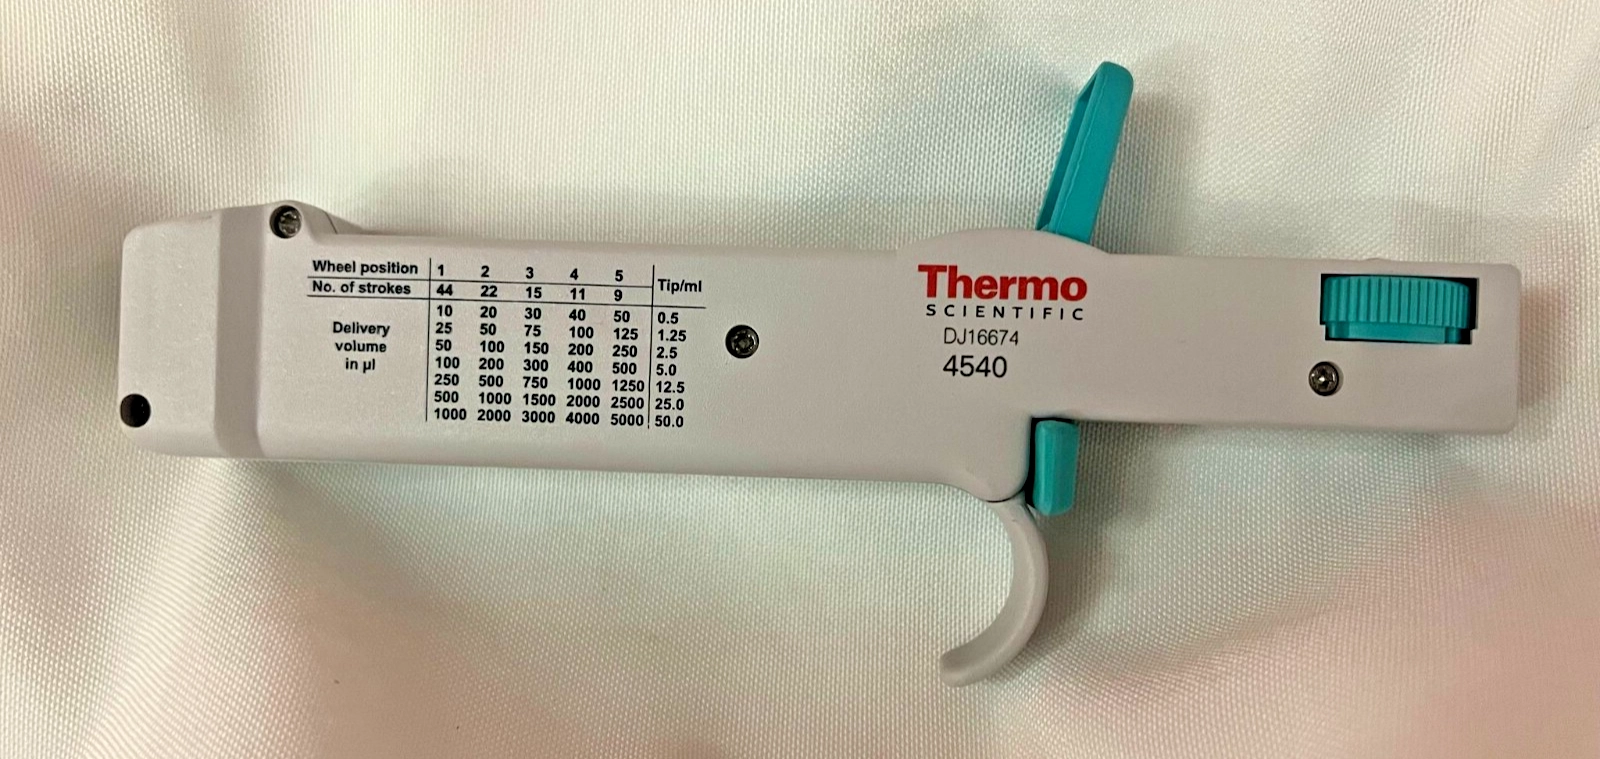 Wheel position 1 2 3 4 5 Tip/ml
No. of strokes 44 22 15 11 9
Delivery volume in µl
10 20 30 40 50 0.5
25 50 75 100 125 1.25
50 100 150 200 250 2.5
100 200 300 400 500 5.0
250 500 750 1000 1250 12.5
500 1000 1500 2000 2500 25.0
1000 2000 3000 4000 5000 50.0
Thermo
SCIENTIFIC
DJ16674
4540